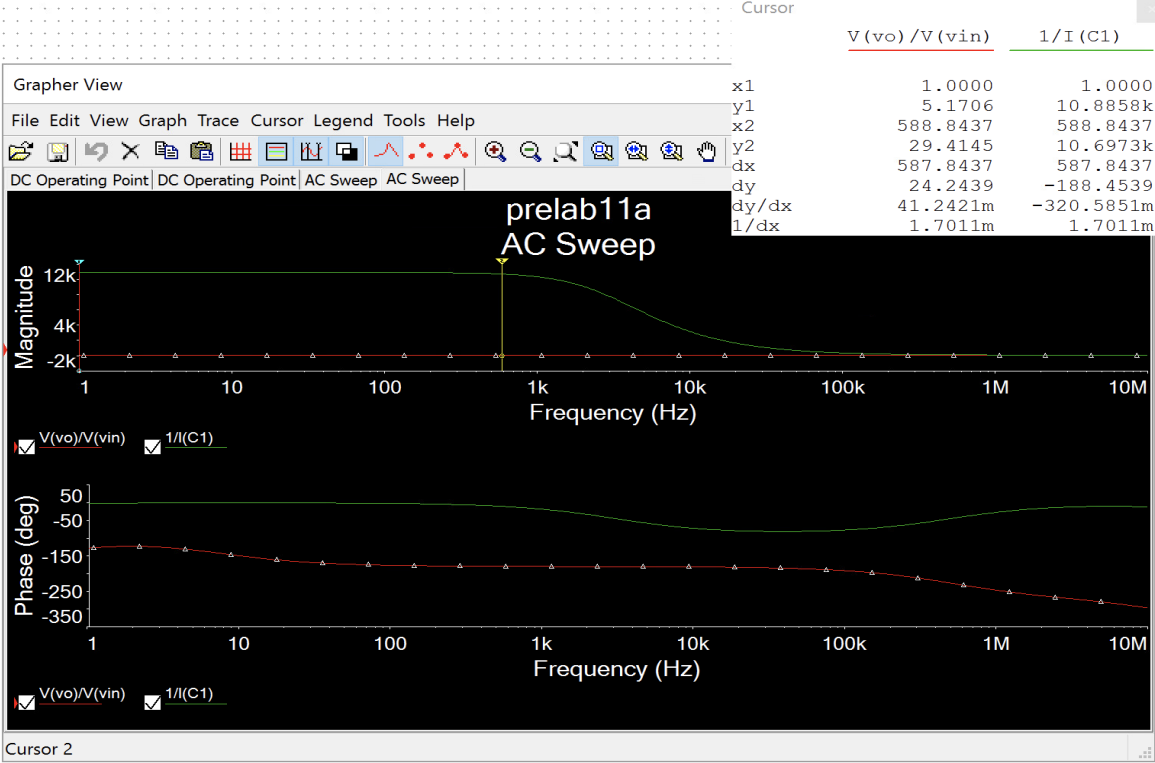 Cursor
V(vo)/V(vin) 1/I(C1)
x1 1.0000 1.0000
y1 5.1706 10.8858k
x2 588.8437 588.8437
y2 29.4145 10.6973k
dx 587.8437 587.8437
dy 24.2439 -188.4539
dy/dx 41.2421m -320.5851m
1/dx 1.7011m 1.7011m
Grapher View
File Edit View Graph Trace Cursor Legend Tools Help
DC Operating Point DC Operating Point AC Sweep AC Sweep
prelab11a
AC Sweep
Magnitude
12k
4k
-2k
1 10 100 1k 10k 100k 1M 10M
Frequency (Hz)
V(vo)/V(vin) 1/I(C1)
Phase (deg)
50
-50
-150
-250
-350
1 10 100 1k 10k 100k 1M 10M
Frequency (Hz)
V(vo)/V(vin) 1/I(C1)
Cursor 2